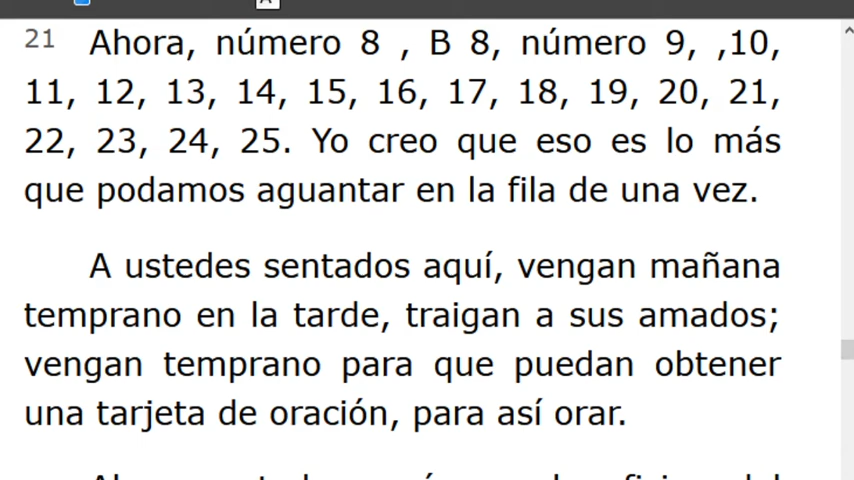 21 Ahora, número 8 , B 8, número 9, ,10,
11, 12, 13, 14, 15, 16, 17, 18, 19, 20, 21,
22, 23, 24, 25. Yo creo que eso es lo más
que podamos aguantar en la fila de una vez.
A ustedes sentados aquí, vengan mañana
temprano en la tarde, traigan a sus amados;
vengan temprano para que puedan obtener
una tarjeta de oración, para así orar.